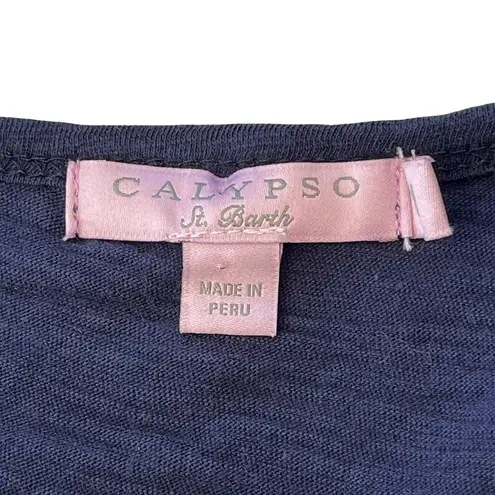 CALYPSO
St. Barth
MADE IN
PERU